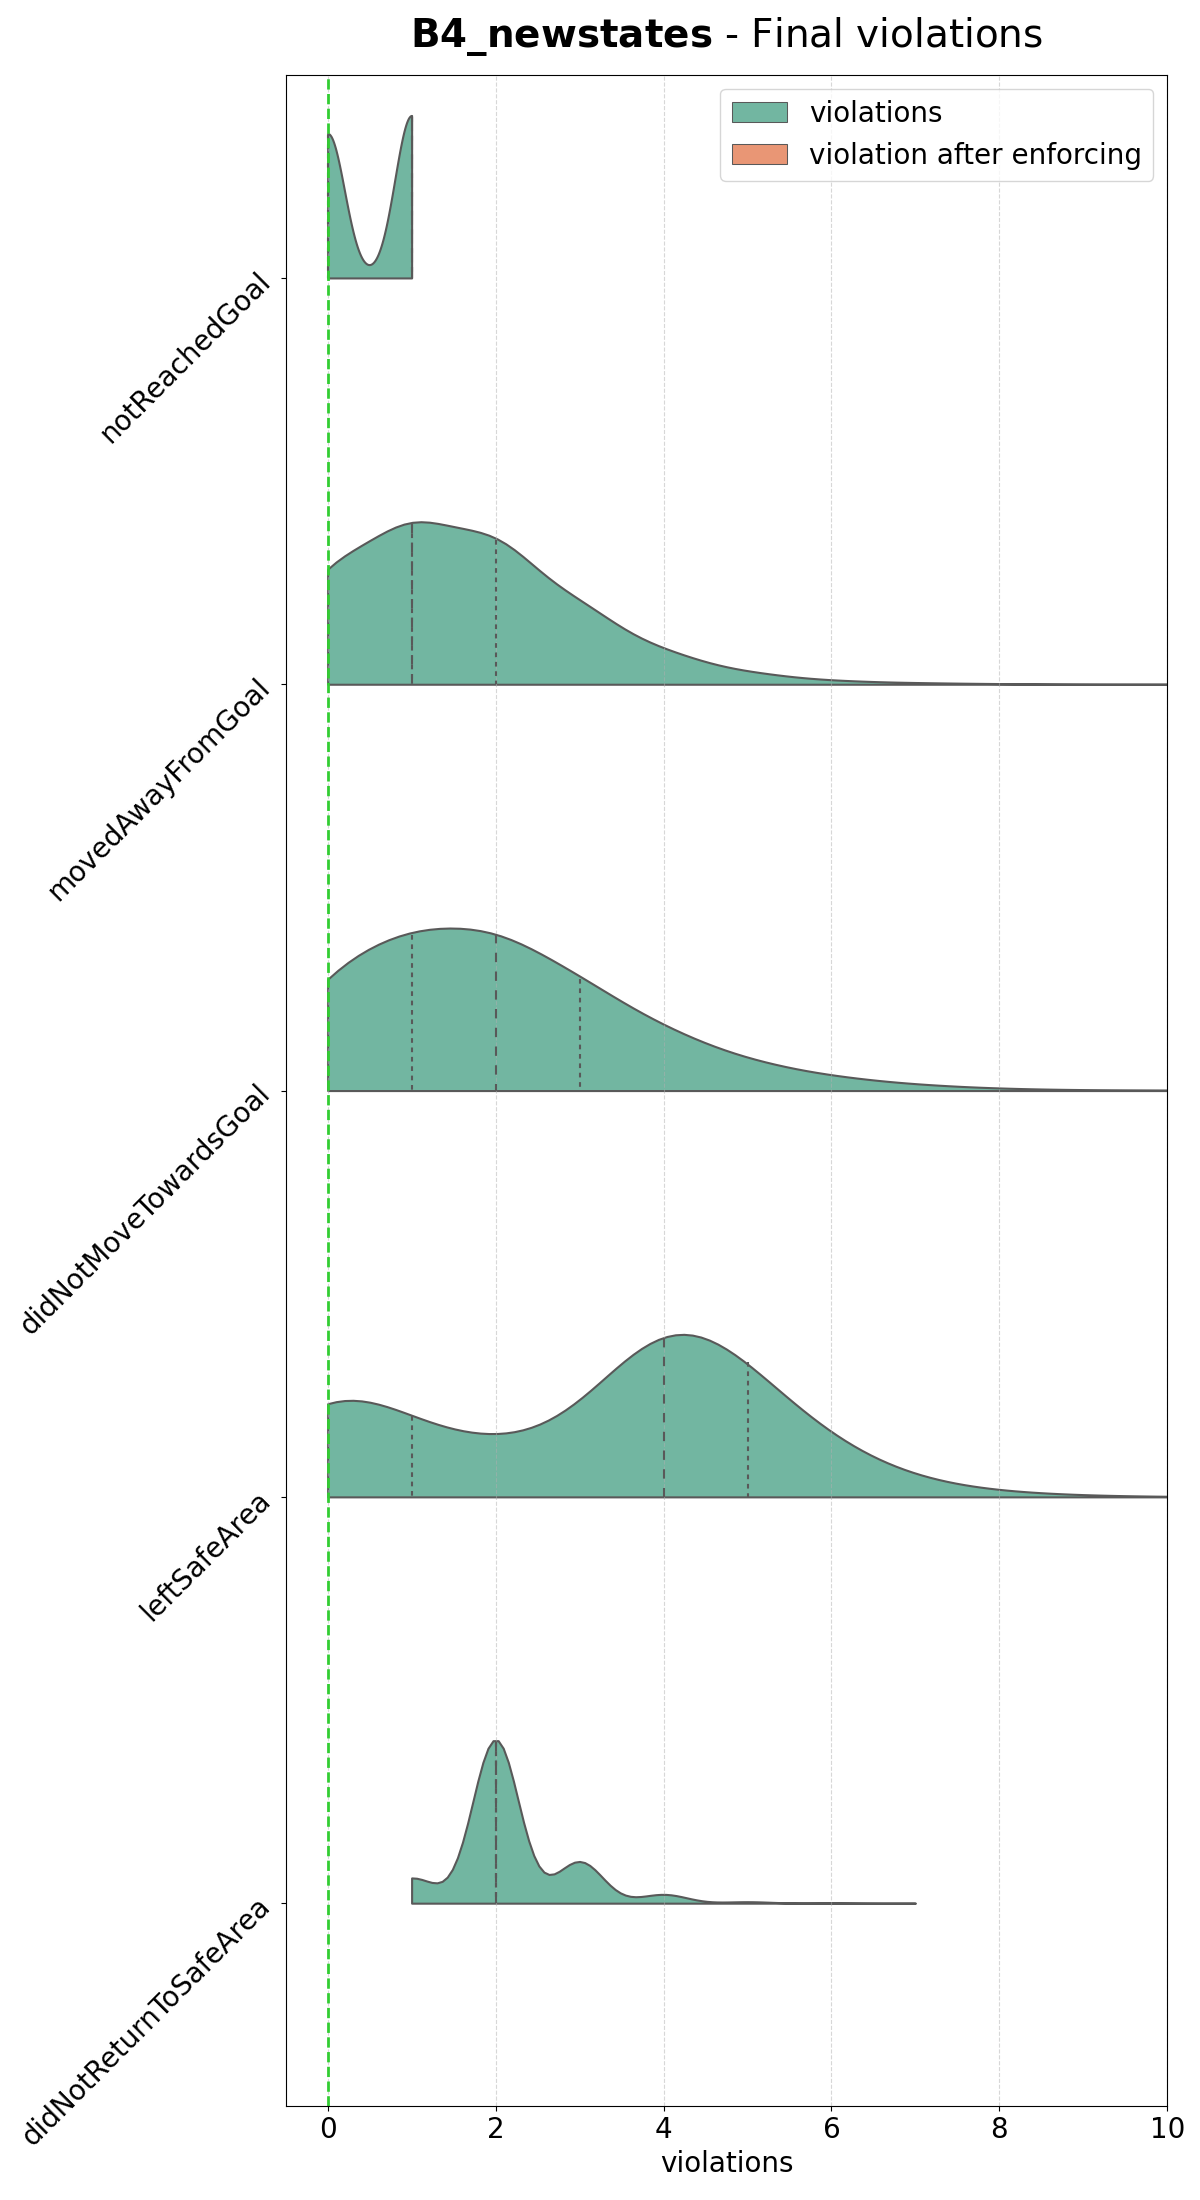 B4_newstates - Final violations
violations
violation after enforcing
notReachedGoal
movedAwayFromGoal
didNotMoveTowardsGoal
leftSafeArea
didNotReturnToSafeArea
0 2 4 6 8 10
violations